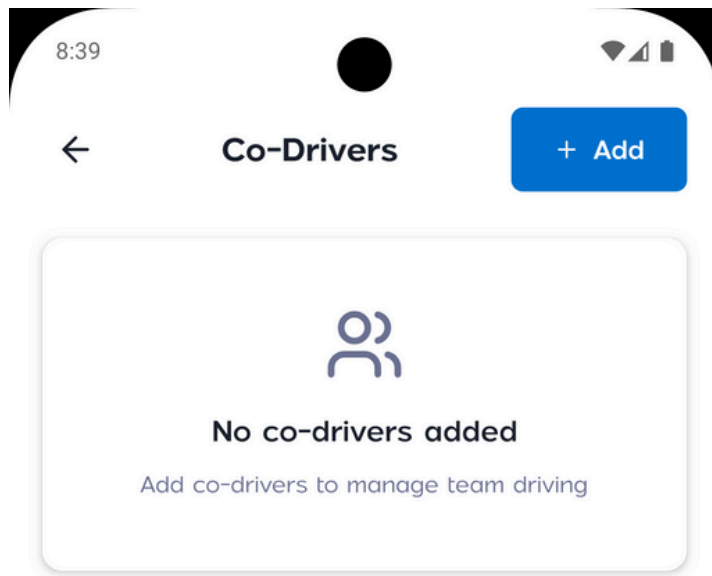 8:39
Co-Drivers
+ Add
No co-drivers added
Add co-drivers to manage team driving